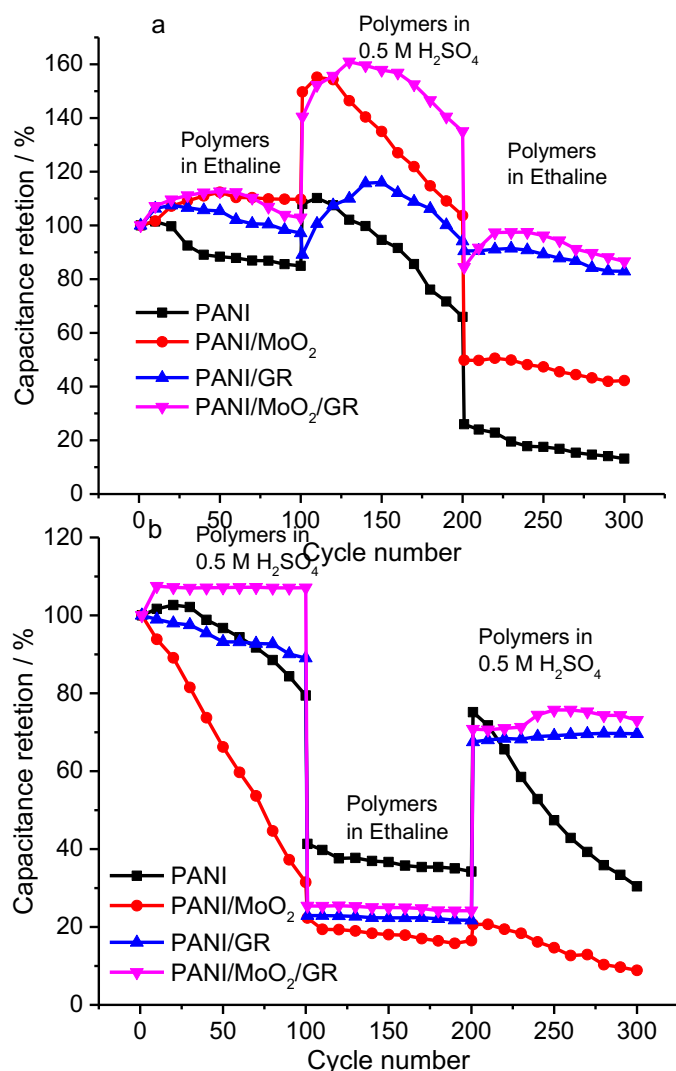 a
Polymers in
0.5 M H₂SO₄
Polymers
in Ethaline
Polymers
in Ethaline
Capacitance retetion / %
160
140
120
100
80
60
40
20
0
PANI
PANI/MoO₂
PANI/GR
PANI/MoO₂/GR
0 50 100 150 200 250 300
Cycle number
b
Polymers in
0.5 M H₂SO₄
Polymers in
0.5 M H₂SO₄
Polymers
in Ethaline
Capacitance retetion / %
120
100
80
60
40
20
0
PANI
PANI/MoO₂
PANI/GR
PANI/MoO₂/GR
0 50 100 150 200 250 300
Cycle number